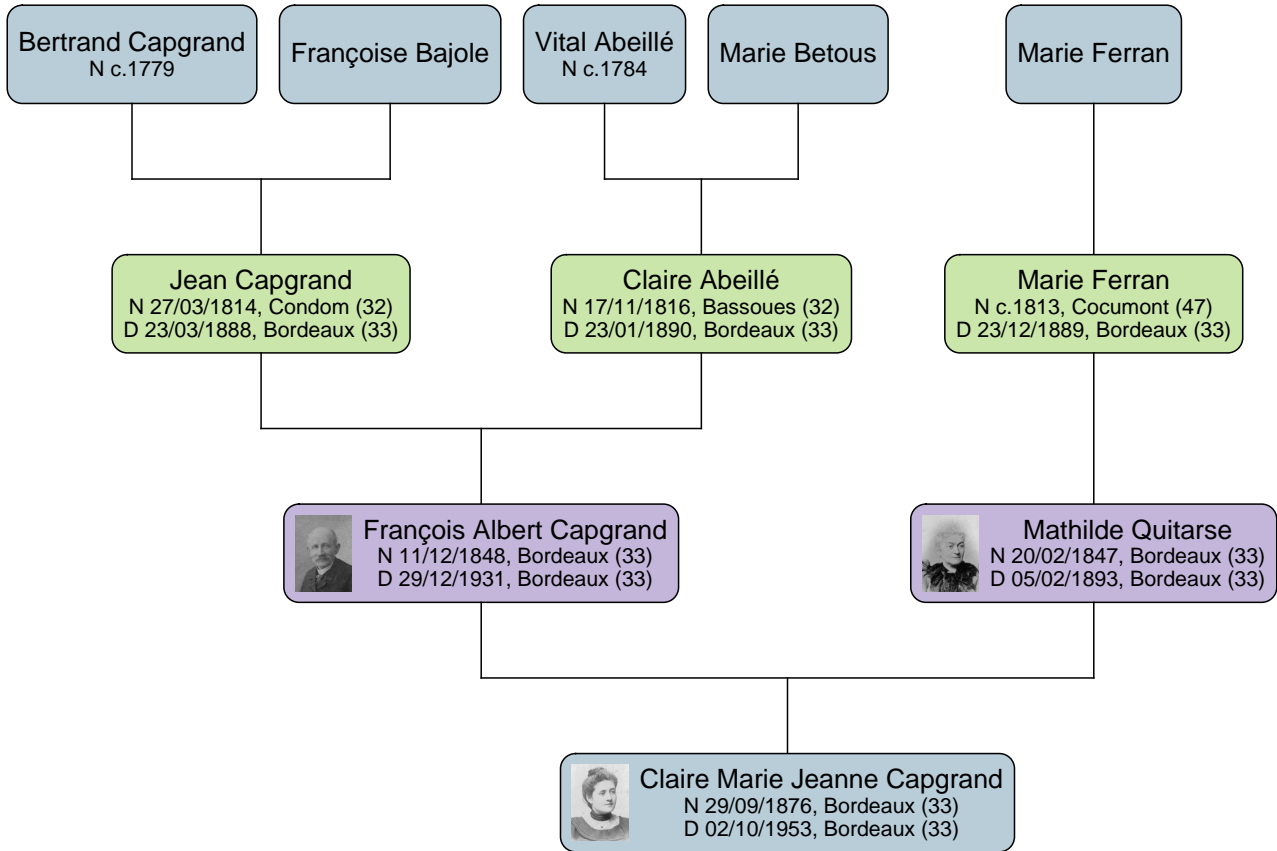 Bertrand Capgrand
N c.1779
Françoise Bajole
Vital Abeillé
N c.1784
Marie Betous
Marie Ferran
Jean Capgrand
N 27/03/1814, Condom (32)
D 23/03/1888, Bordeaux (33)
Claire Abeillé
N 17/11/1816, Bassoues (32)
D 23/01/1890, Bordeaux (33)
Marie Ferran
N c.1813, Cocumont (47)
D 23/12/1889, Bordeaux (33)
François Albert Capgrand
N 11/12/1848, Bordeaux (33)
D 29/12/1931, Bordeaux (33)
Mathilde Quitarse
N 20/02/1847, Bordeaux (33)
D 05/02/1893, Bordeaux (33)
Claire Marie Jeanne Capgrand
N 29/09/1876, Bordeaux (33)
D 02/10/1953, Bordeaux (33)